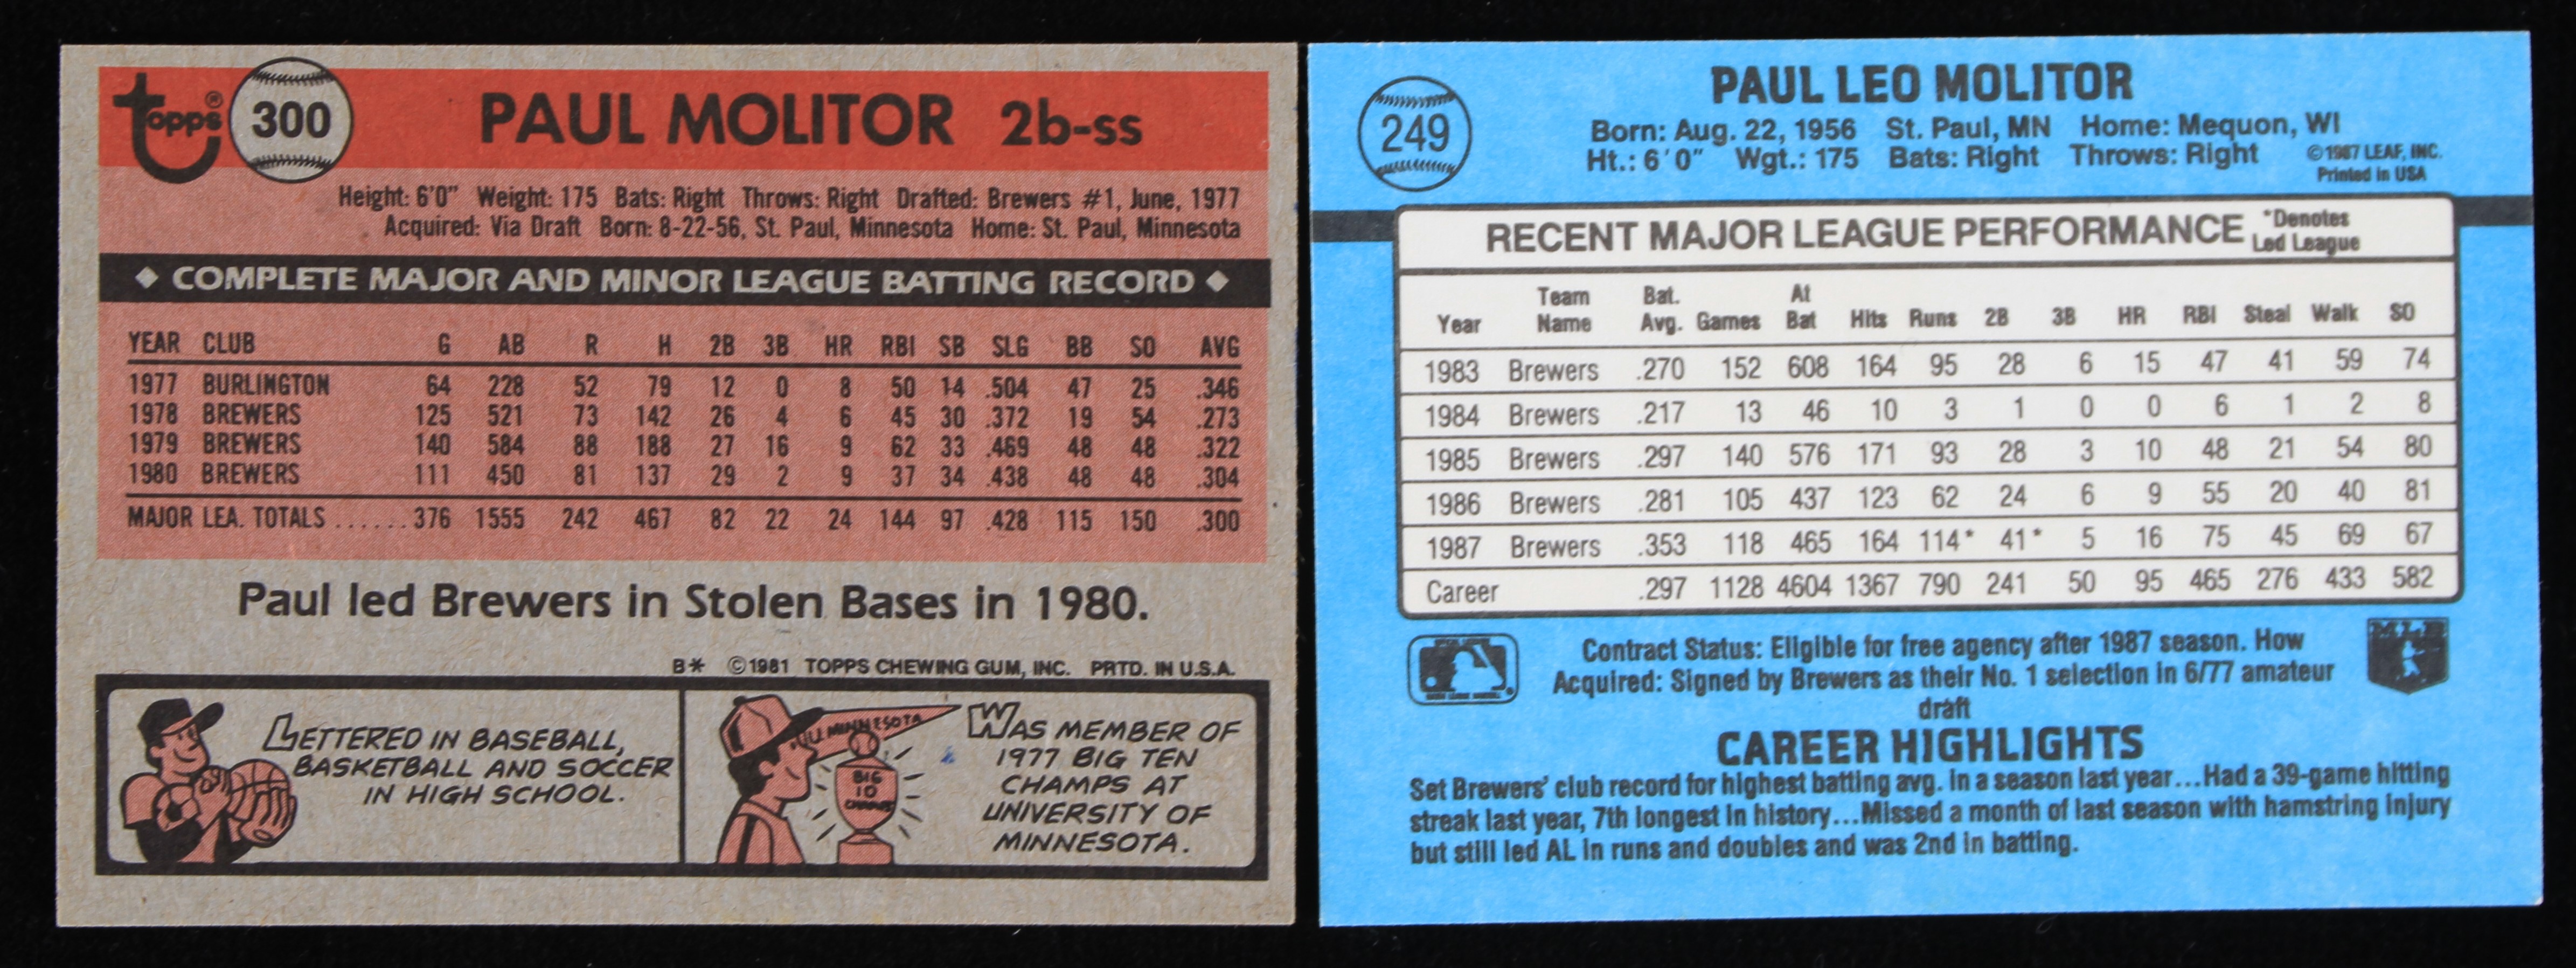 topps®
300
PAUL MOLITOR 2b-ss
Height: 6'0" Weight: 175 Bats: Right Throws: Right Drafted: Brewers #1, June, 1977
Acquired: Via Draft Born: 8-22-56, St. Paul, Minnesota Home: St. Paul, Minnesota
◆ COMPLETE MAJOR AND MINOR LEAGUE BATTING RECORD ◆
YEAR CLUB G AB R H 2B 3B HR RBI SB SLG BB SO AVG
1977 BURLINGTON 64 228 52 79 12 0 8 50 14 .504 47 25 .346
1978 BREWERS 125 521 73 142 26 4 6 45 30 .372 19 54 .273
1979 BREWERS 140 584 88 188 27 16 9 62 33 .469 48 48 .322
1980 BREWERS 111 450 81 137 29 2 9 37 34 .438 48 48 .304
MAJOR LEA. TOTALS ...... 376 1555 242 467 82 22 24 144 97 .428 115 150 .300
Paul led Brewers in Stolen Bases in 1980.
B* ©1981 TOPPS CHEWING GUM, INC. PRTD. IN U.S.A.
LETTERED IN BASEBALL,
BASKETBALL AND SOCCER
IN HIGH SCHOOL.
U. MINNESOTA
BIG
10
CHAMPS
WAS MEMBER OF
1977 BIG TEN
CHAMPS AT
UNIVERSITY OF
MINNESOTA.
249
PAUL LEO MOLITOR
Born: Aug. 22, 1956 St. Paul, MN Home: Mequon, WI
Ht.: 6'0" Wgt.: 175 Bats: Right Throws: Right
©1987 LEAF, INC.
Printed in USA
RECENT MAJOR LEAGUE PERFORMANCE
*Denotes
Led League
Year Team Name Bat. Avg. Games At Bat Hits Runs 2B 3B HR RBI Steal Walk SO
1983 Brewers .270 152 608 164 95 28 6 15 47 41 59 74
1984 Brewers .217 13 46 10 3 1 0 0 6 1 2 8
1985 Brewers .297 140 576 171 93 28 3 10 48 21 54 80
1986 Brewers .281 105 437 123 62 24 6 9 55 20 40 81
1987 Brewers .353 118 465 164 114* 41* 5 16 75 45 69 67
Career .297 1128 4604 1367 790 241 50 95 465 276 433 582
Contract Status: Eligible for free agency after 1987 season. How
Acquired: Signed by Brewers as their No. 1 selection in 6/77 amateur
draft
CAREER HIGHLIGHTS
Set Brewers' club record for highest batting avg. in a season last year...Had a 39-game hitting
streak last year, 7th longest in history...Missed a month of last season with hamstring injury
but still led AL in runs and doubles and was 2nd in batting.